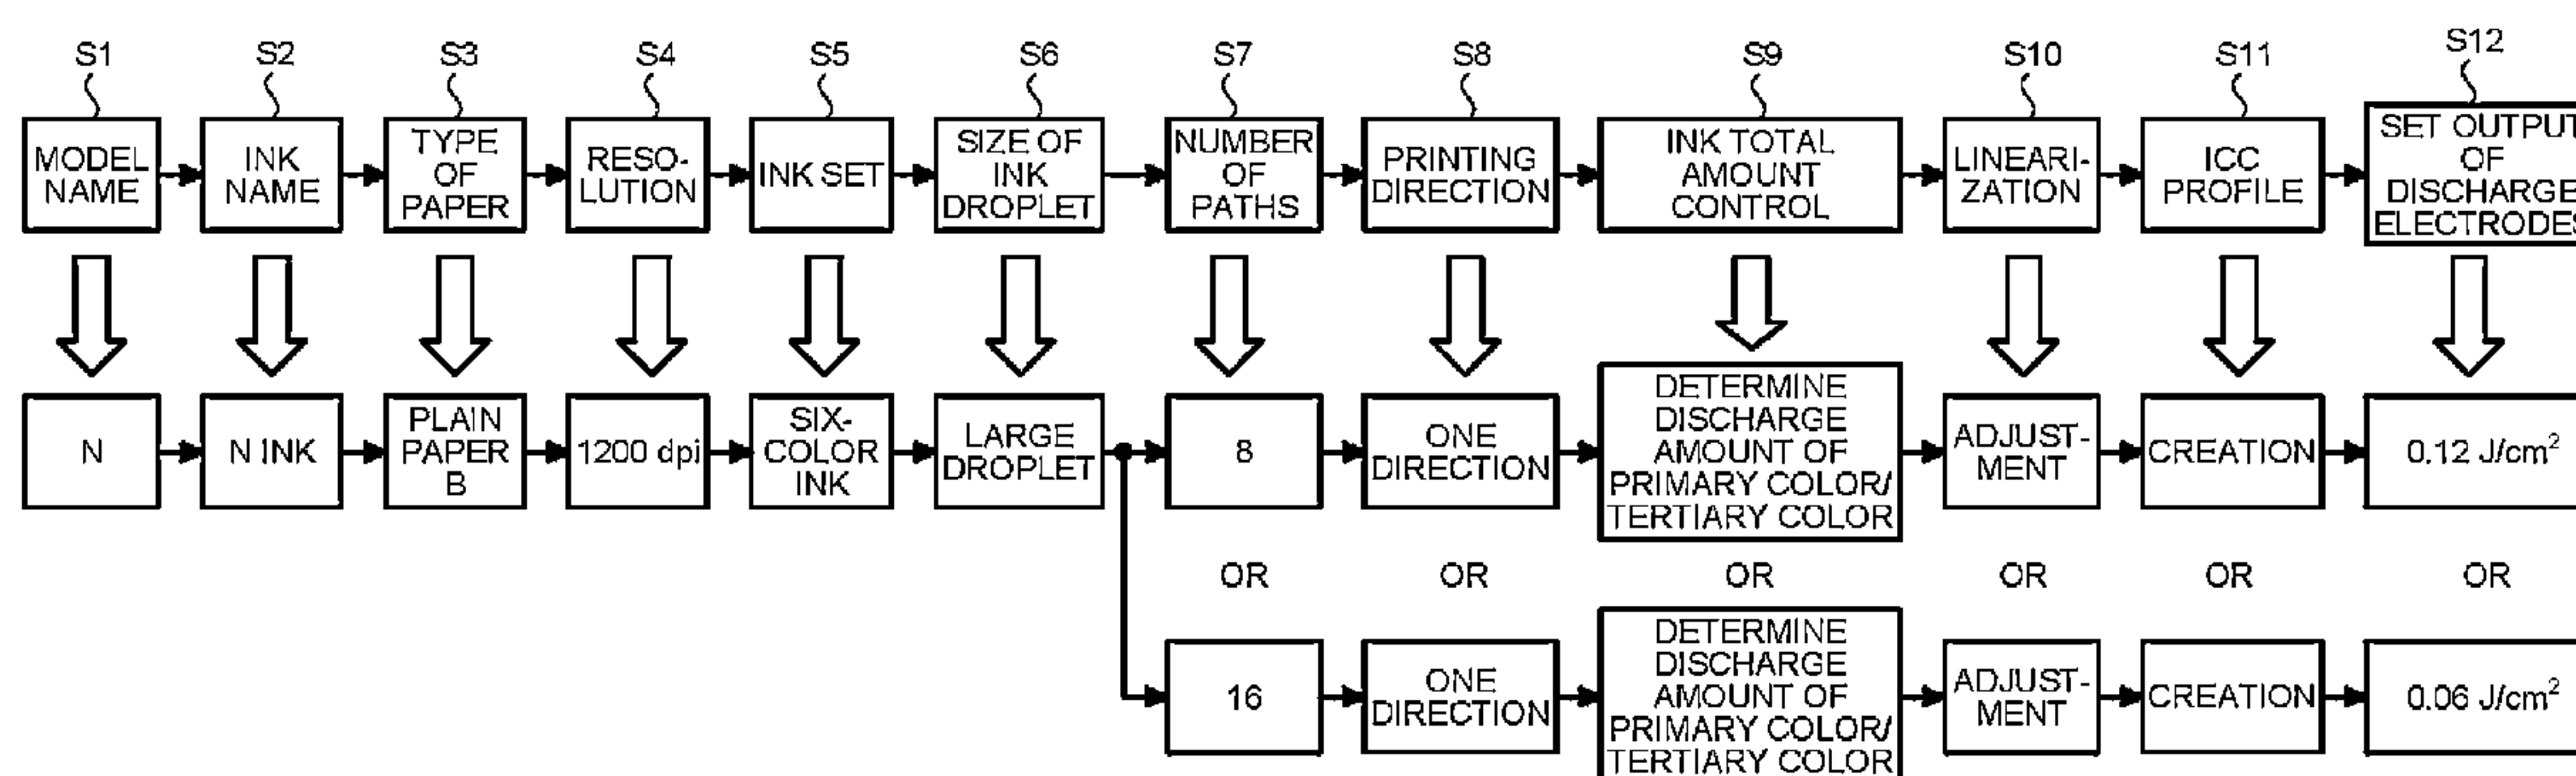 S1 S2 S3 S4 S5 S6 S7 S8 S9 S10 S11 S12
MODEL
NAME
INK
NAME
TYPE
OF
PAPER
RESO-
LUTION
INK SET
SIZE OF
INK
DROPLET
NUMBER
OF
PATHS
PRINTING
DIRECTION
INK TOTAL
AMOUNT
CONTROL
LINEARI-
ZATION
ICC
PROFILE
SET OUTPUT
OF
DISCHARGE
ELECTRODES
N
N INK
PLAIN
PAPER
B
1200 dpi
SIX-
COLOR
INK
LARGE
DROPLET
8
ONE
DIRECTION
DETERMINE
DISCHARGE
AMOUNT OF
PRIMARY COLOR/
TERTIARY COLOR
ADJUST-
MENT
CREATION
0.12 J/cm²
OR OR OR OR OR OR
16
ONE
DIRECTION
DETERMINE
DISCHARGE
AMOUNT OF
PRIMARY COLOR/
TERTIARY COLOR
ADJUST-
MENT
CREATION
0.06 J/cm²